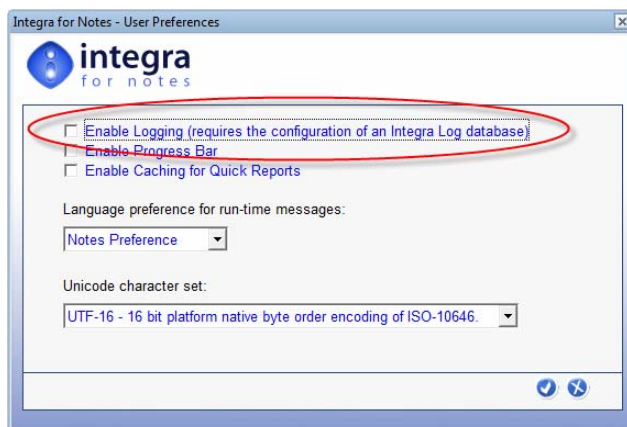 Integra for Notes - User Preferences
integra
for notes
Enable Logging (requires the configuration of an Integra Log database)
Enable Progress Bar
Enable Caching for Quick Reports
Language preference for run-time messages:
Notes Preference
Unicode character set:
UTF-16 - 16 bit platform native byte order encoding of ISO-10646.